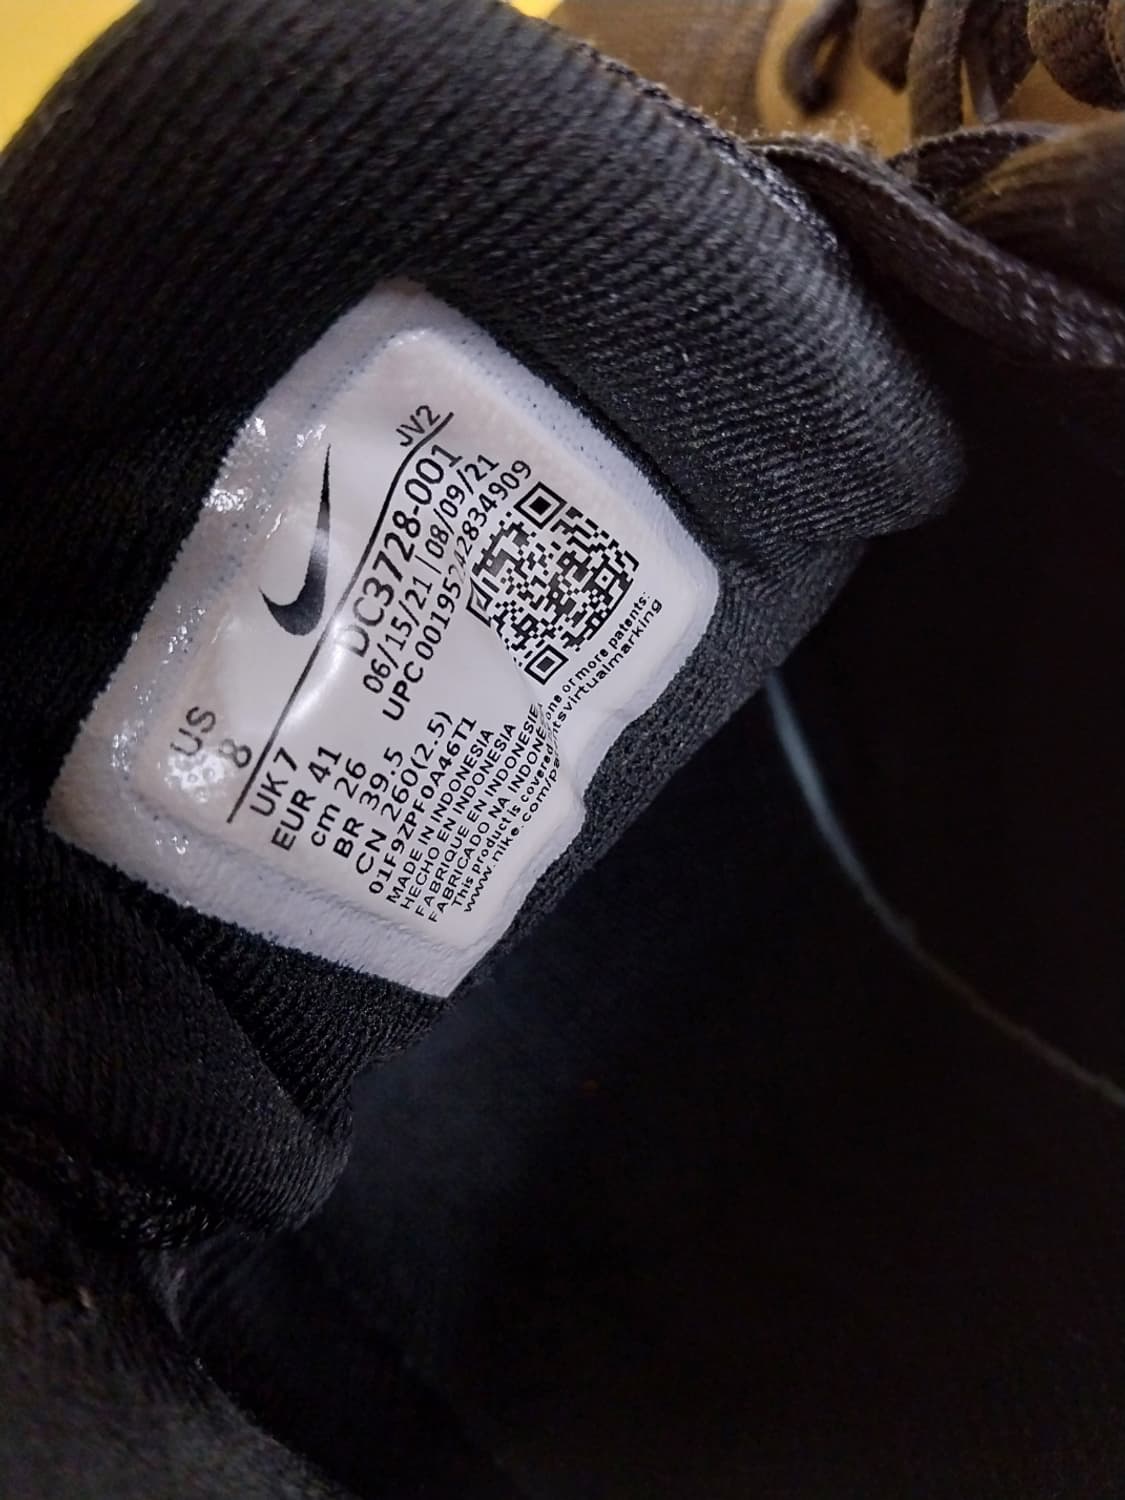 US
8
JV2
UK 7
EUR 41
cm 26
BR 39.5
CN 260(2.5)
DC3728-001
06/15/21 | 08/09/21
UPC 00195242834909
01F9ZPF0A46T1
MADE IN INDONESIA
HECHO EN INDONESIA
FABRIQUE EN INDONESIE
FABRICADO NA INDONESIA
This product is covered one or more patents:
www.nike.com/patentsvirtualmarking